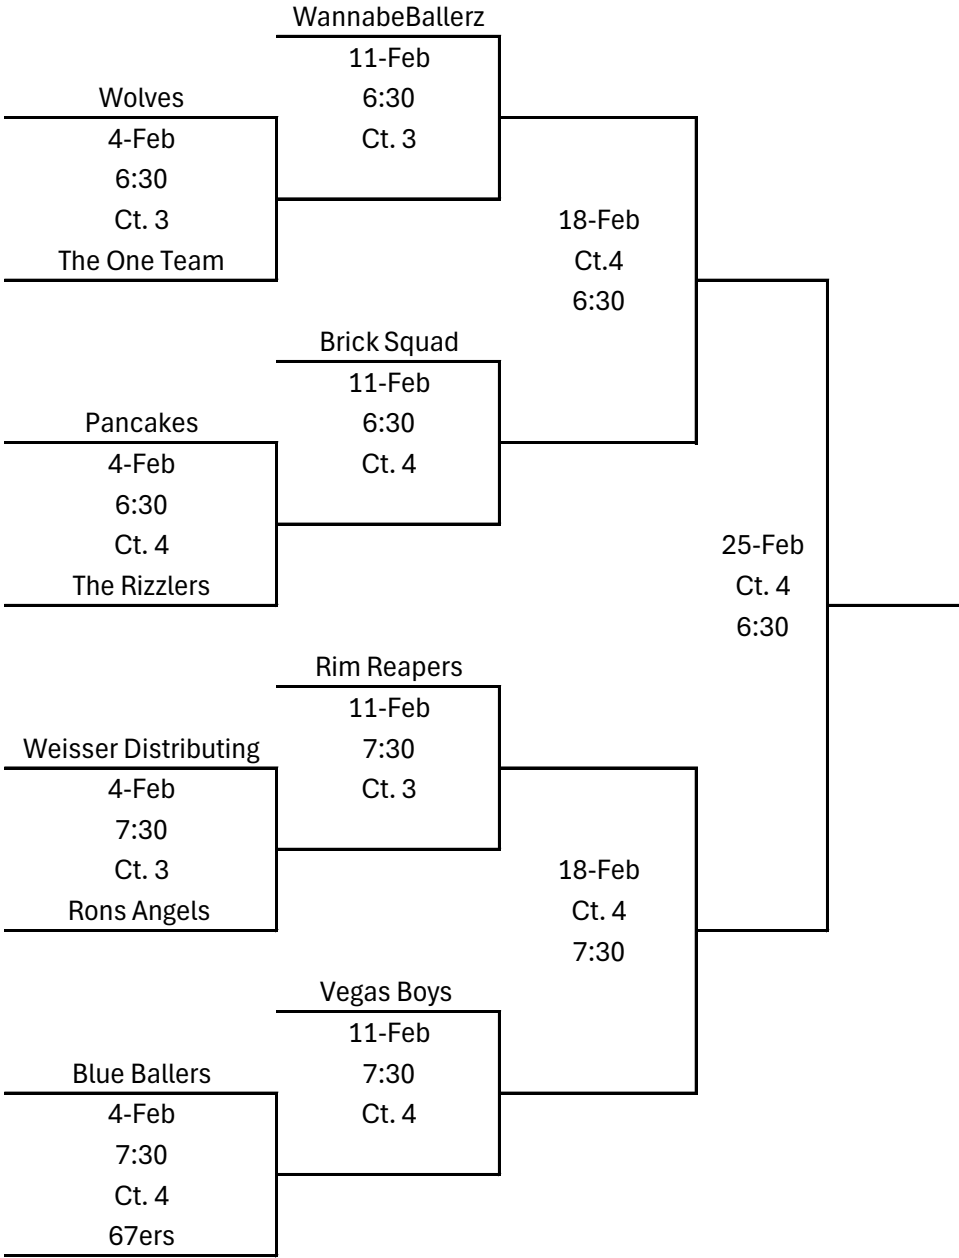 WannabeBallerz
11-Feb
6:30
Ct. 3
Wolves
4-Feb
6:30
Ct. 3
The One Team
18-Feb
Ct.4
6:30
Brick Squad
11-Feb
6:30
Ct. 4
Pancakes
4-Feb
6:30
Ct. 4
The Rizzlers
25-Feb
Ct. 4
6:30
Rim Reapers
11-Feb
7:30
Ct. 3
Weisser Distributing
4-Feb
7:30
Ct. 3
Rons Angels
18-Feb
Ct. 4
7:30
Vegas Boys
11-Feb
7:30
Ct. 4
Blue Ballers
4-Feb
7:30
Ct. 4
67ers